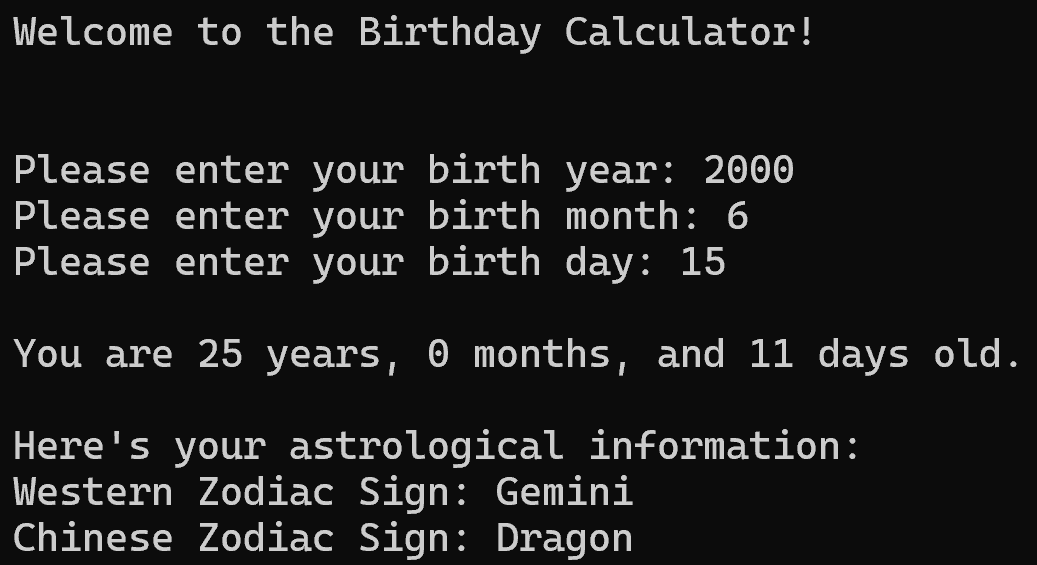 Welcome to the Birthday Calculator!
Please enter your birth year: 2000
Please enter your birth month: 6
Please enter your birth day: 15
You are 25 years, 0 months, and 11 days old.
Here's your astrological information:
Western Zodiac Sign: Gemini
Chinese Zodiac Sign: Dragon